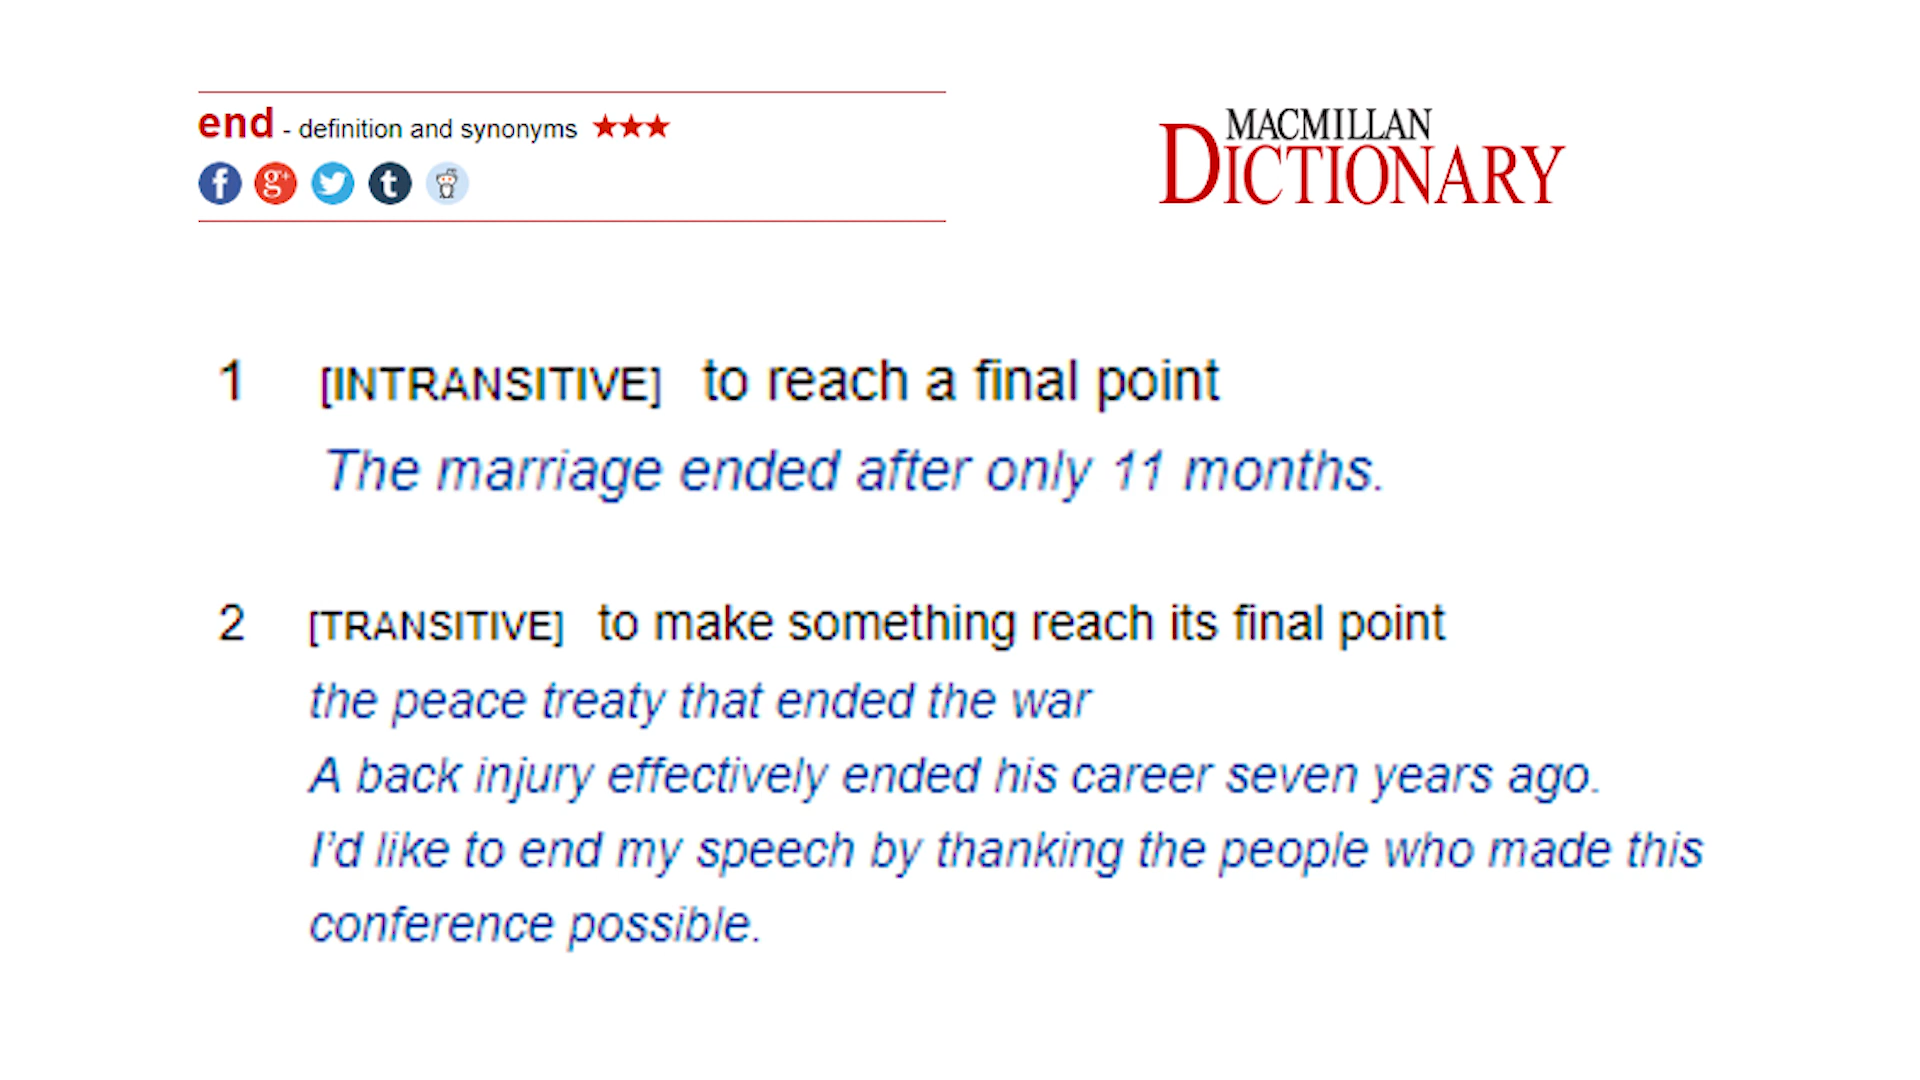 end - definition and synonyms ★★★
MACMILLAN
DICTIONARY
f g+ t
1 [INTRANSITIVE] to reach a final point
The marriage ended after only 11 months.
2 [TRANSITIVE] to make something reach its final point
the peace treaty that ended the war
A back injury effectively ended his career seven years ago.
I’d like to end my speech by thanking the people who made this
conference possible.